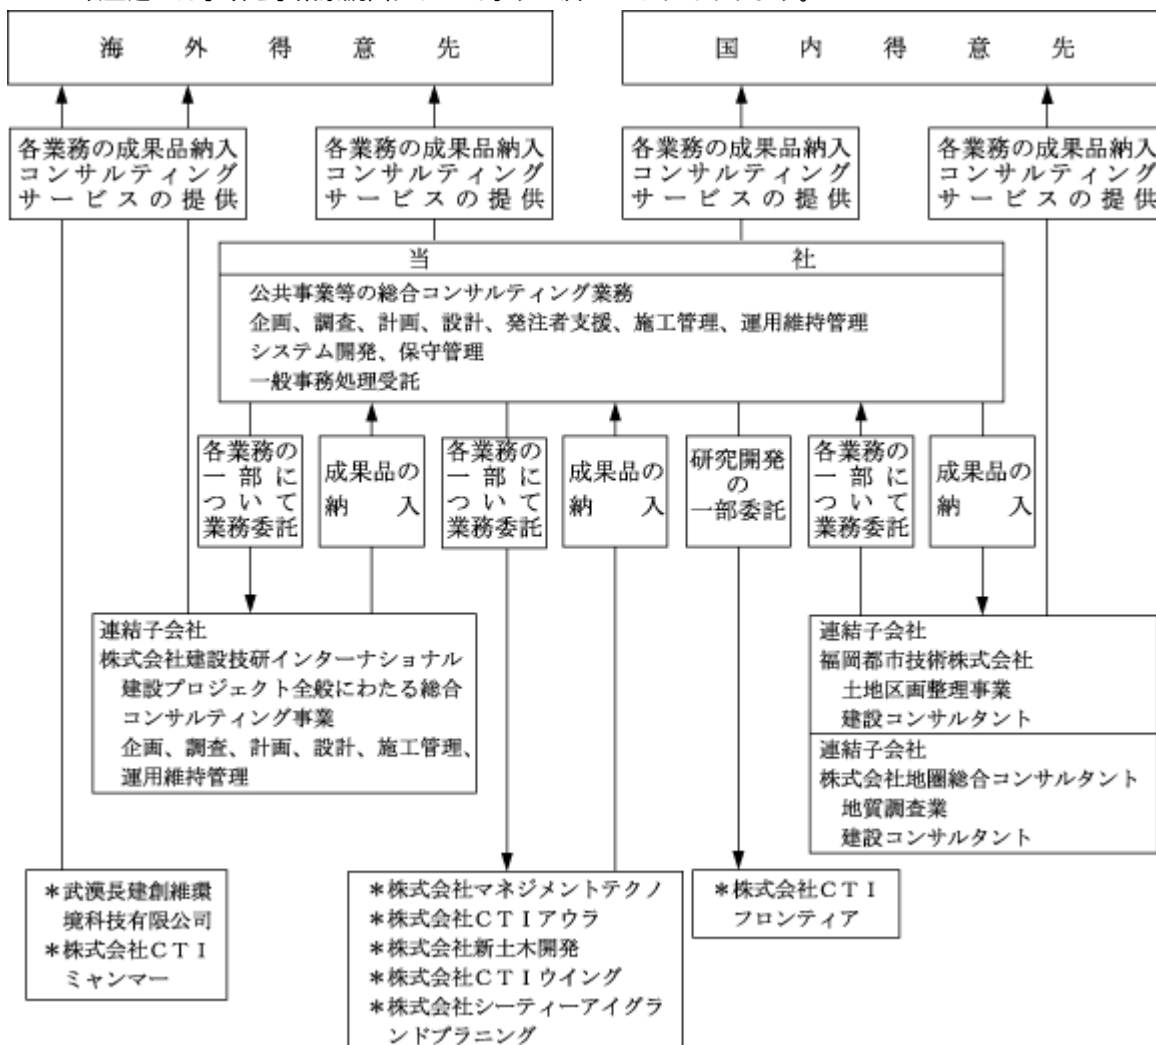 海外得意先
国内得意先
各業務の成果品納入
コンサルティング
サービスの提供
各業務の成果品納入
コンサルティング
サービスの提供
各業務の成果品納入
コンサルティング
サービスの提供
各業務の成果品納入
コンサルティング
サービスの提供
当社
公共事業等の総合コンサルティング業務
企画、調査、計画、設計、発注者支援、施工管理、運用維持管理
システム開発、保守管理
一般事務処理受託
各業務の
一部に
ついて
業務委託
成果品の
納入
各業務の
一部に
ついて
業務委託
成果品の
納入
研究開発
の
一部委託
各業務の
一部に
ついて
業務委託
成果品の
納入
連結子会社
株式会社建設技研インターナショナル
建設プロジェクト全般にわたる総合
コンサルティング事業
企画、調査、計画、設計、施工管理、
運用維持管理
連結子会社
福岡都市技術株式会社
土地区画整理事業
建設コンサルタント
連結子会社
株式会社地圏総合コンサルタント
地質調査業
建設コンサルタント
＊武漢長建創維環
境科技有限公司
＊株式会社ＣＴＩ
ミャンマー
＊株式会社マネジメントテクノ
＊株式会社ＣＴＩアウラ
＊株式会社新土木開発
＊株式会社ＣＴＩウイング
＊株式会社シーティーアイグラ
ンドプラニング
＊株式会社ＣＴＩ
フロンティア